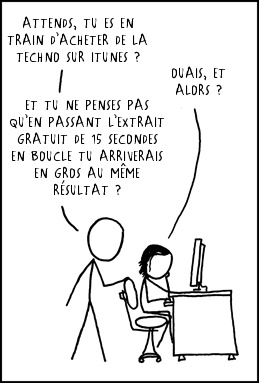 ATTENDS, TU ES EN
TRAIN D'ACHETER DE LA
TECHNO SUR ITUNES ?
OUAIS, ET
ALORS ?
ET TU NE PENSES PAS
QU'EN PASSANT L'EXTRAIT
GRATUIT DE 15 SECONDES
EN BOUCLE TU ARRIVERAIS
EN GROS AU MÊME
RÉSULTAT ?